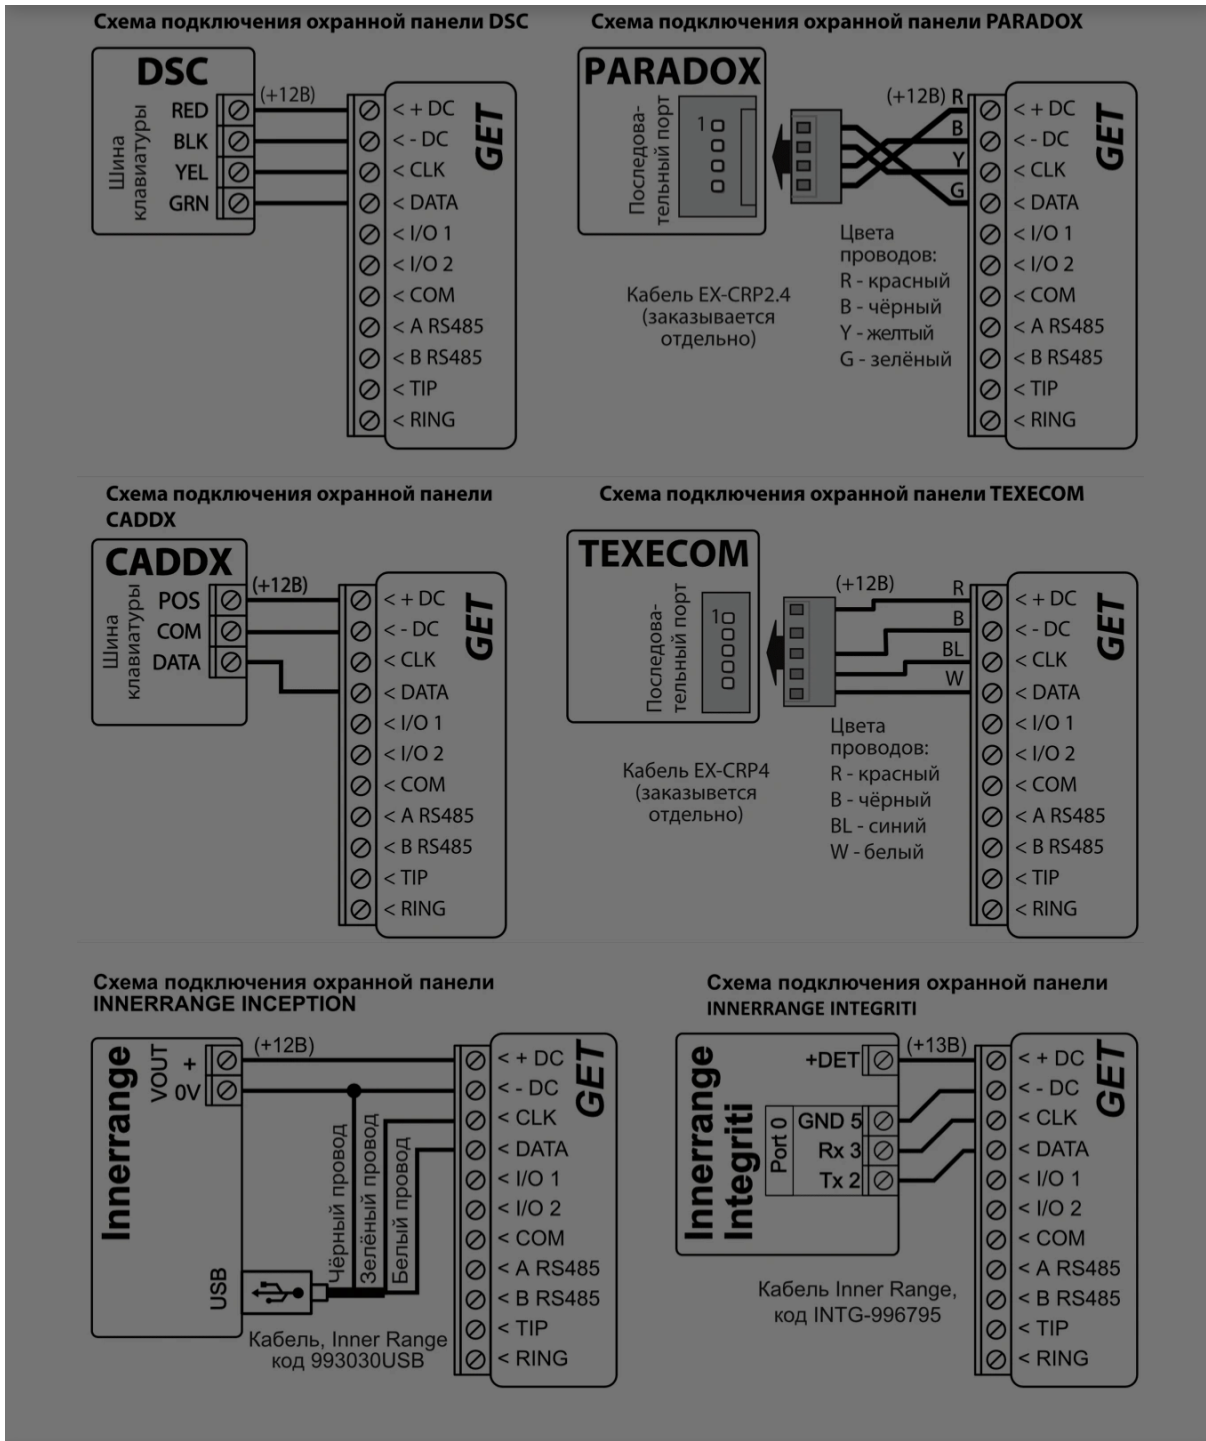 Схема подключения охранной панели DSC
DSC
Шина
клавиатуры
RED
BLK
YEL
GRN
(+12В)
GET
< + DC
< - DC
< CLK
< DATA
< I/O 1
< I/O 2
< COM
< A RS485
< B RS485
< TIP
< RING
Схема подключения охранной панели PARADOX
PARADOX
Последова-
тельный порт
1
(+12В) R
B
Y
G
GET
< + DC
< - DC
< CLK
< DATA
< I/O 1
< I/O 2
< COM
< A RS485
< B RS485
< TIP
< RING
Цвета
проводов:
R - красный
B - чёрный
Y - желтый
G - зелёный
Кабель EX-CRP2.4
(заказывается
отдельно)
Схема подключения охранной панели
CADDX
CADDX
Шина
клавиатуры
POS
COM
DATA
(+12В)
GET
< + DC
< - DC
< CLK
< DATA
< I/O 1
< I/O 2
< COM
< A RS485
< B RS485
< TIP
< RING
Схема подключения охранной панели TEXECOM
TEXECOM
Последова-
тельный порт
1
(+12В)
R
B
BL
W
GET
< + DC
< - DC
< CLK
< DATA
< I/O 1
< I/O 2
< COM
< A RS485
< B RS485
< TIP
< RING
Цвета
проводов:
R - красный
B - чёрный
BL - синий
W - белый
Кабель EX-CRP4
(заказывется
отдельно)
Схема подключения охранной панели
INNERRANGE INCEPTION
Innerrange
VOUT
+
0V
(+12В)
Чёрный провод
Зелёный провод
Белый провод
USB
Кабель, Inner Range
код 993030USB
GET
< + DC
< - DC
< CLK
< DATA
< I/O 1
< I/O 2
< COM
< A RS485
< B RS485
< TIP
< RING
Схема подключения охранной панели
INNERRANGE INTEGRITI
Innerrange
Integriti
+DET
(+13В)
Port 0
GND 5
Rx 3
Tx 2
Кабель Inner Range,
код INTG-996795
GET
< + DC
< - DC
< CLK
< DATA
< I/O 1
< I/O 2
< COM
< A RS485
< B RS485
< TIP
< RING